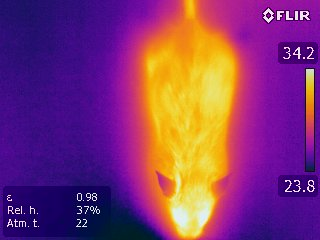 FLIR
34.2
23.8
ε 0.98
Rel. h. 37%
Atm. t. 22